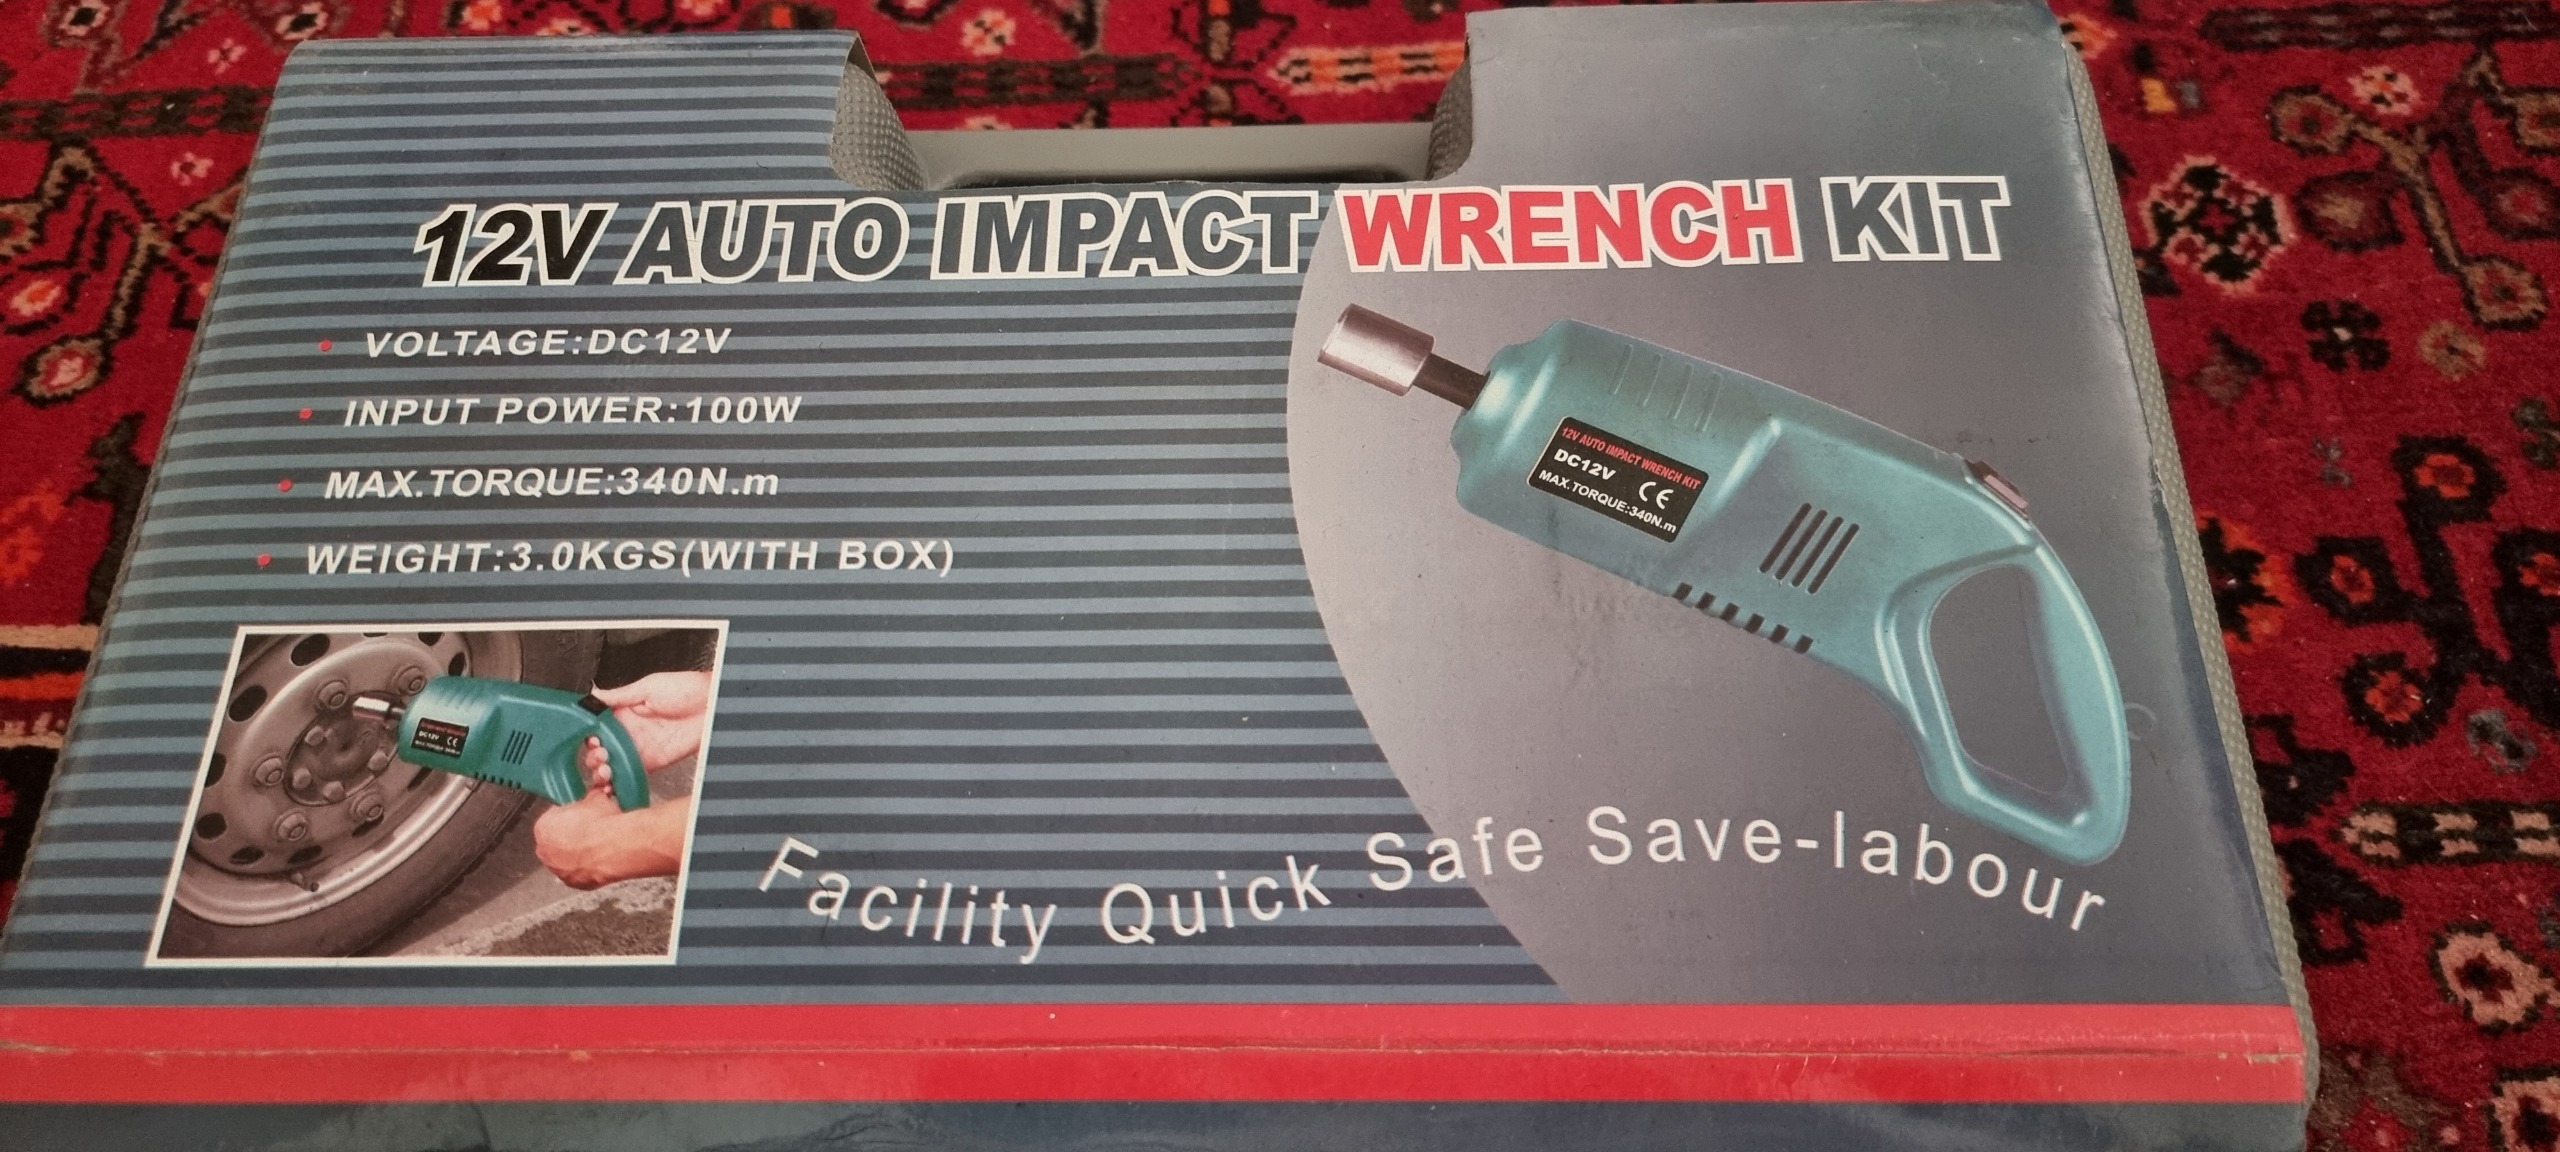 12V AUTO IMPACT WRENCH KIT
VOLTAGE:DC12V
INPUT POWER:100W
MAX.TORQUE:340N.m
WEIGHT:3.0KGS(WITH BOX)
12V AUTO IMPACT WRENCH KIT
DC12V CE
MAX.TORQUE:340N.m
DC12V CE
Facility Quick Safe Save-labour